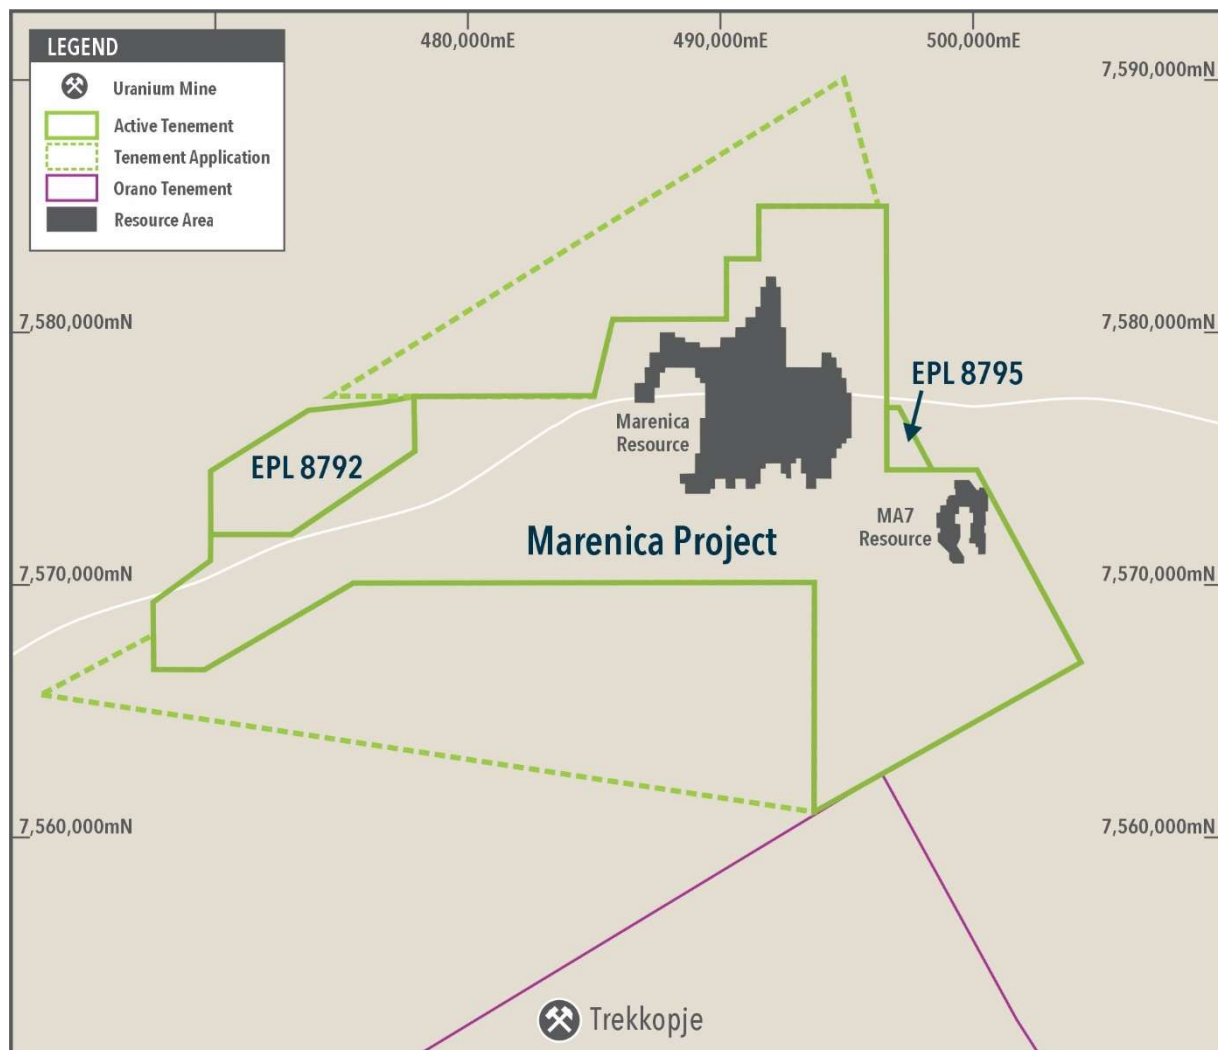 LEGEND
Uranium Mine
Active Tenement
Tenement Application
Orano Tenement
Resource Area
480,000mE
490,000mE
500,000mE
7,590,000mN
7,580,000mN
7,580,000mN
EPL 8795
Marenica
Resource
EPL 8792
MA7
Resource
Marenica Project
7,570,000mN
7,570,000mN
7,560,000mN
7,560,000mN
Trekkopje